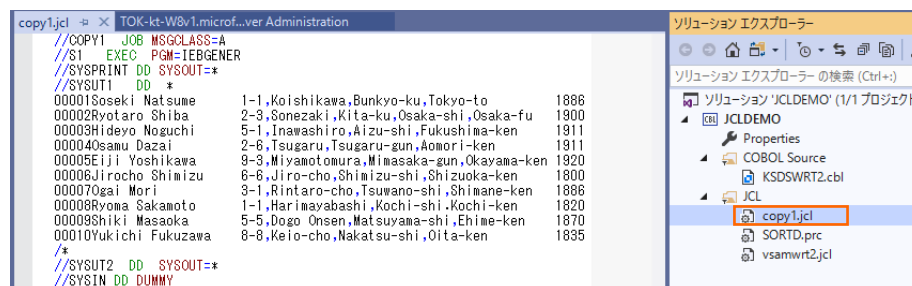 copy1.jcl TOK-kt-W8v1.microf...ver Administration
//COPY1 JOB MSGCLASS=A
//S1 EXEC PGM=IEBGENER
//SYSPRINT DD SYSOUT=*
//SYSUT1 DD *
00001Soseki Natsume 1-1,Koishikawa,Bunkyo-ku,Tokyo-to 1886
00002Ryotaro Shiba 2-3,Sonezaki,Kita-ku,Osaka-shi,Osaka-fu 1900
00003Hideyo Noguchi 5-1,Inawashiro,Aizu-shi,Fukushima-ken 1911
00004Osamu Dazai 2-6,Tsugaru,Tsugaru-gun,Aomori-ken 1911
00005Eiji Yoshikawa 9-3,Miyamotomura,Mimasaka-gun,Okayama-ken 1920
00006Jirocho Shimizu 6-6,Jiro-cho,Shimizu-shi,Shizuoka-ken 1800
00007Ogai Mori 3-1,Rintaro-cho,Tsuwano-shi,Shimane-ken 1886
00008Ryoma Sakamoto 1-1,Harimayabashi,Kochi-shi.Kochi-ken 1820
00009Shiki Masaoka 5-5,Dogo Onsen,Matsuyama-shi,Ehime-ken 1870
00010Yukichi Fukuzawa 8-8,Keio-cho,Nakatsu-shi,Oita-ken 1835
/*
//SYSUT2 DD SYSOUT=*
//SYSIN DD DUMMY
ソリューション エクスプローラー
ソリューション エクスプローラー の検索 (Ctrl+:)
ソリューション 'JCLDEMO' (1/1 プロジェクト
CBL JCLDEMO
Properties
COBOL Source
KSDSWRT2.cbl
JCL
copy1.jcl
SORTD.prc
vsamwrt2.jcl